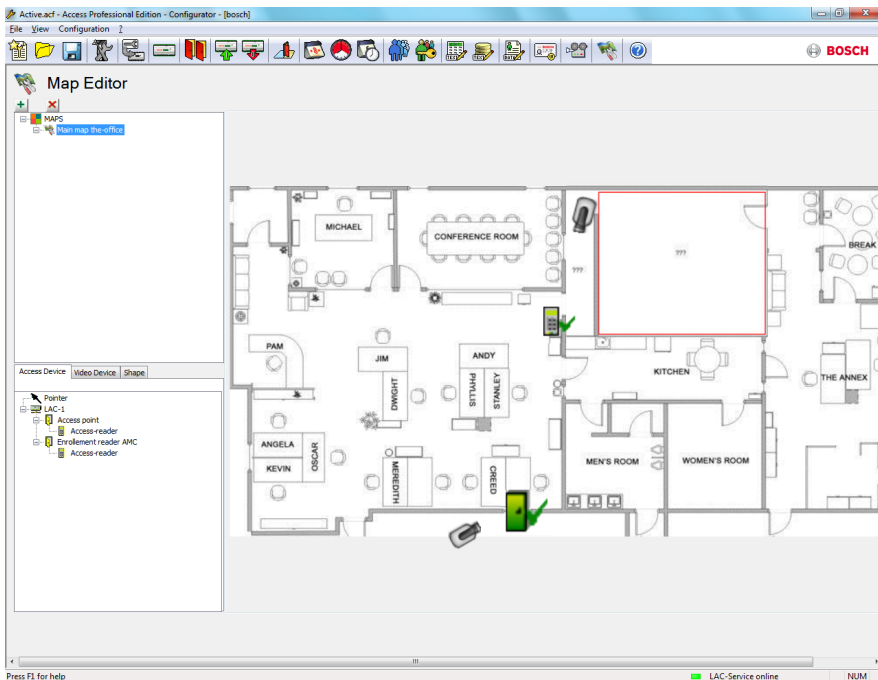 Active.acf - Access Professional Edition - Configurator - [bosch]
File View Configuration ?
BOSCH
Map Editor
MAPS
Main map the-office
Access Device Video Device Shape
Pointer
LAC-1
Access point
Access-reader
Enrollement reader AMC
Access-reader
MICHAEL
CONFERENCE ROOM
???
???
BREAK
PAM
JIM
ANDY
DWIGHT
PHYLLIS
STANLEY
KITCHEN
THE ANNEX
ANGELA
KEVIN
OSCAR
MEREDITH
CREED
MEN'S ROOM
WOMEN'S ROOM
Press F1 for help
LAC-Service online
NUM